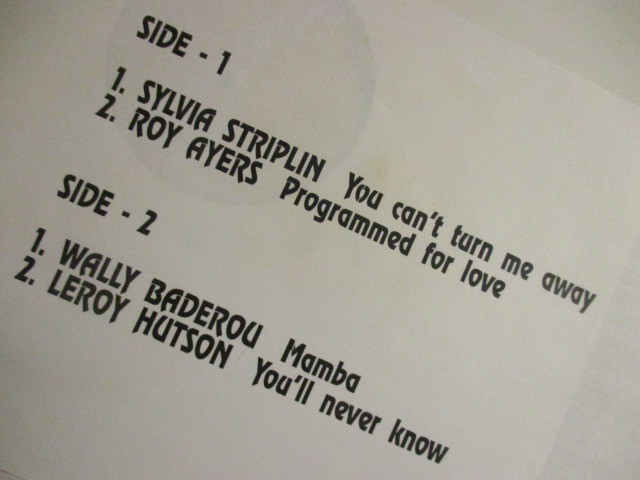 SIDE - 1
1. SYLVIA STRIPLIN You can't turn me away
2. ROY AYERS Programmed for love
SIDE - 2
1. WALLY BADEROU Mamba
2. LEROY HUTSON You'll never know